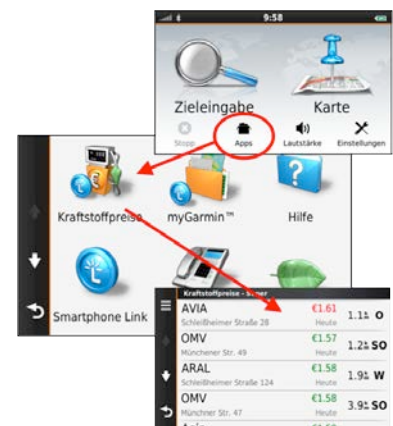 9:58
Zieleingabe
Karte
Stopp
Apps
Lautstärke
Einstellungen
Kraftstoffpreise
myGarmin™
Hilfe
Smartphone Link
Kraftstoffpreise - Super
AVIA €1.61
Schleißheimer Straße 28 Heute 1.1 O
OMV €1.57
Münchener Str. 49 Heute 1.2 SO
ARAL €1.58
Schleißheimer Straße 124 Heute 1.9 W
OMV €1.58
Münchner Str. 47 Heute 3.9 SO